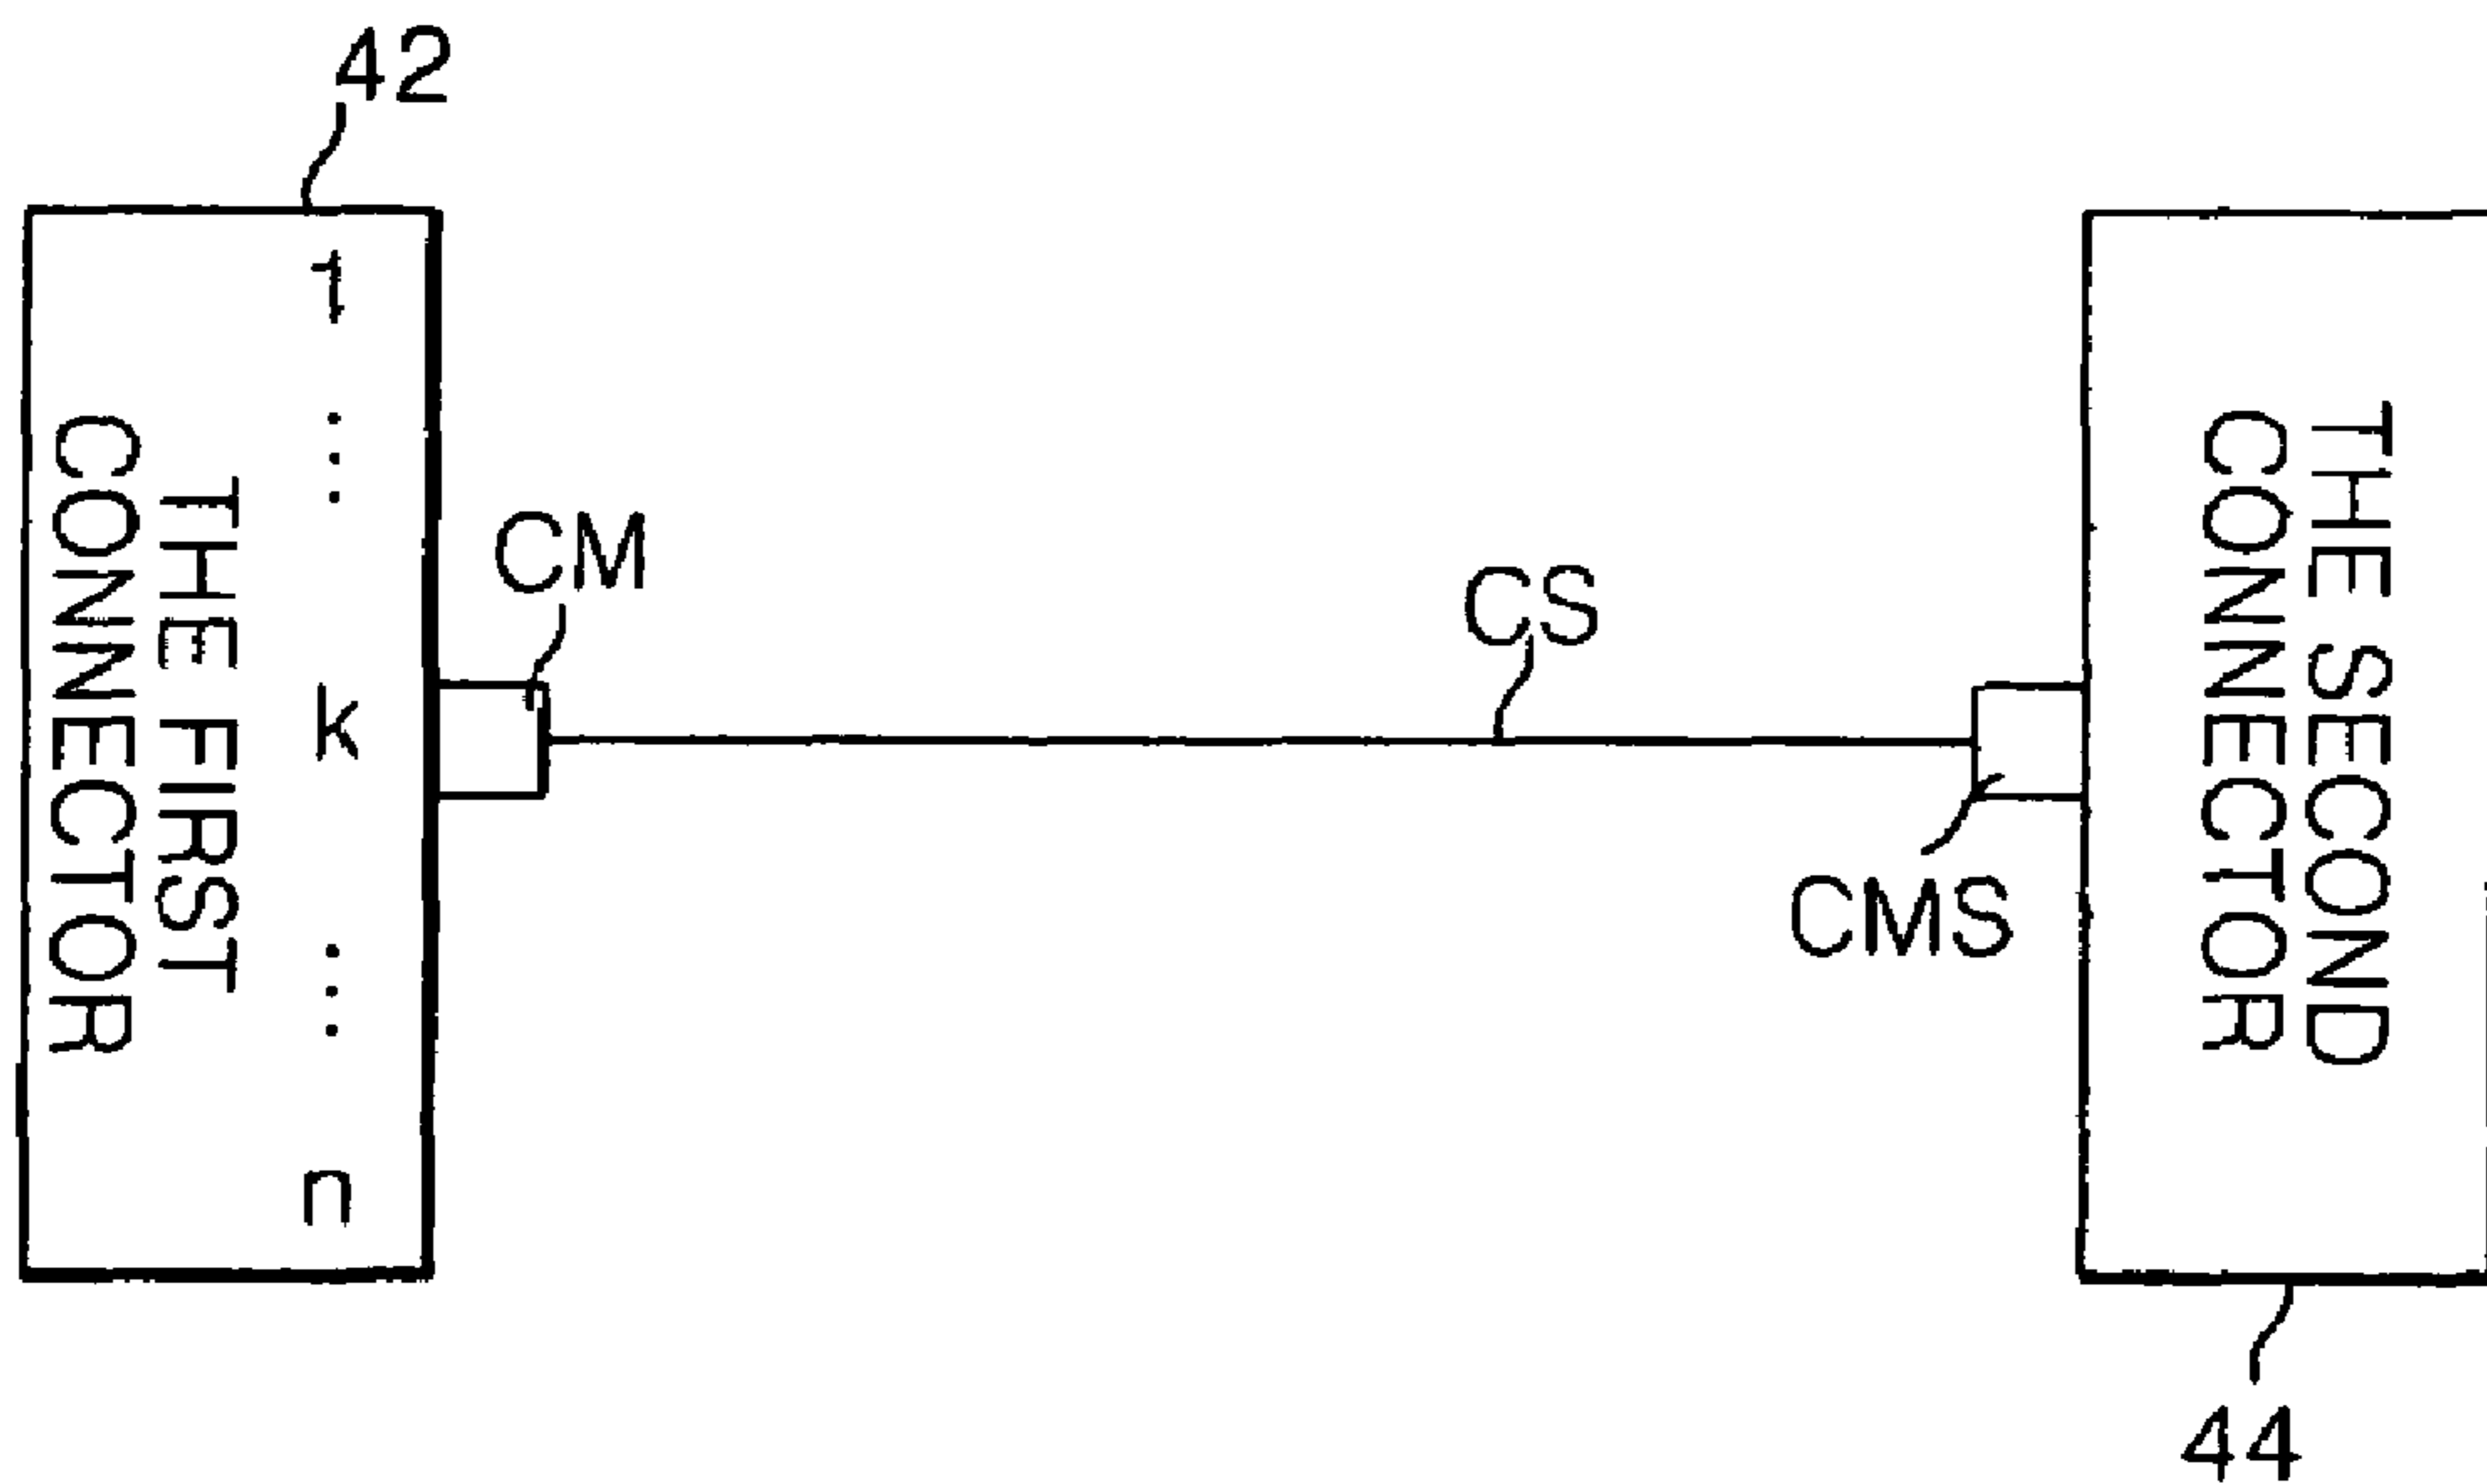 42
1
THE FIRST
CONNECTOR
k
n
CM
CS
CMS
THE SECOND
CONNECTOR
44